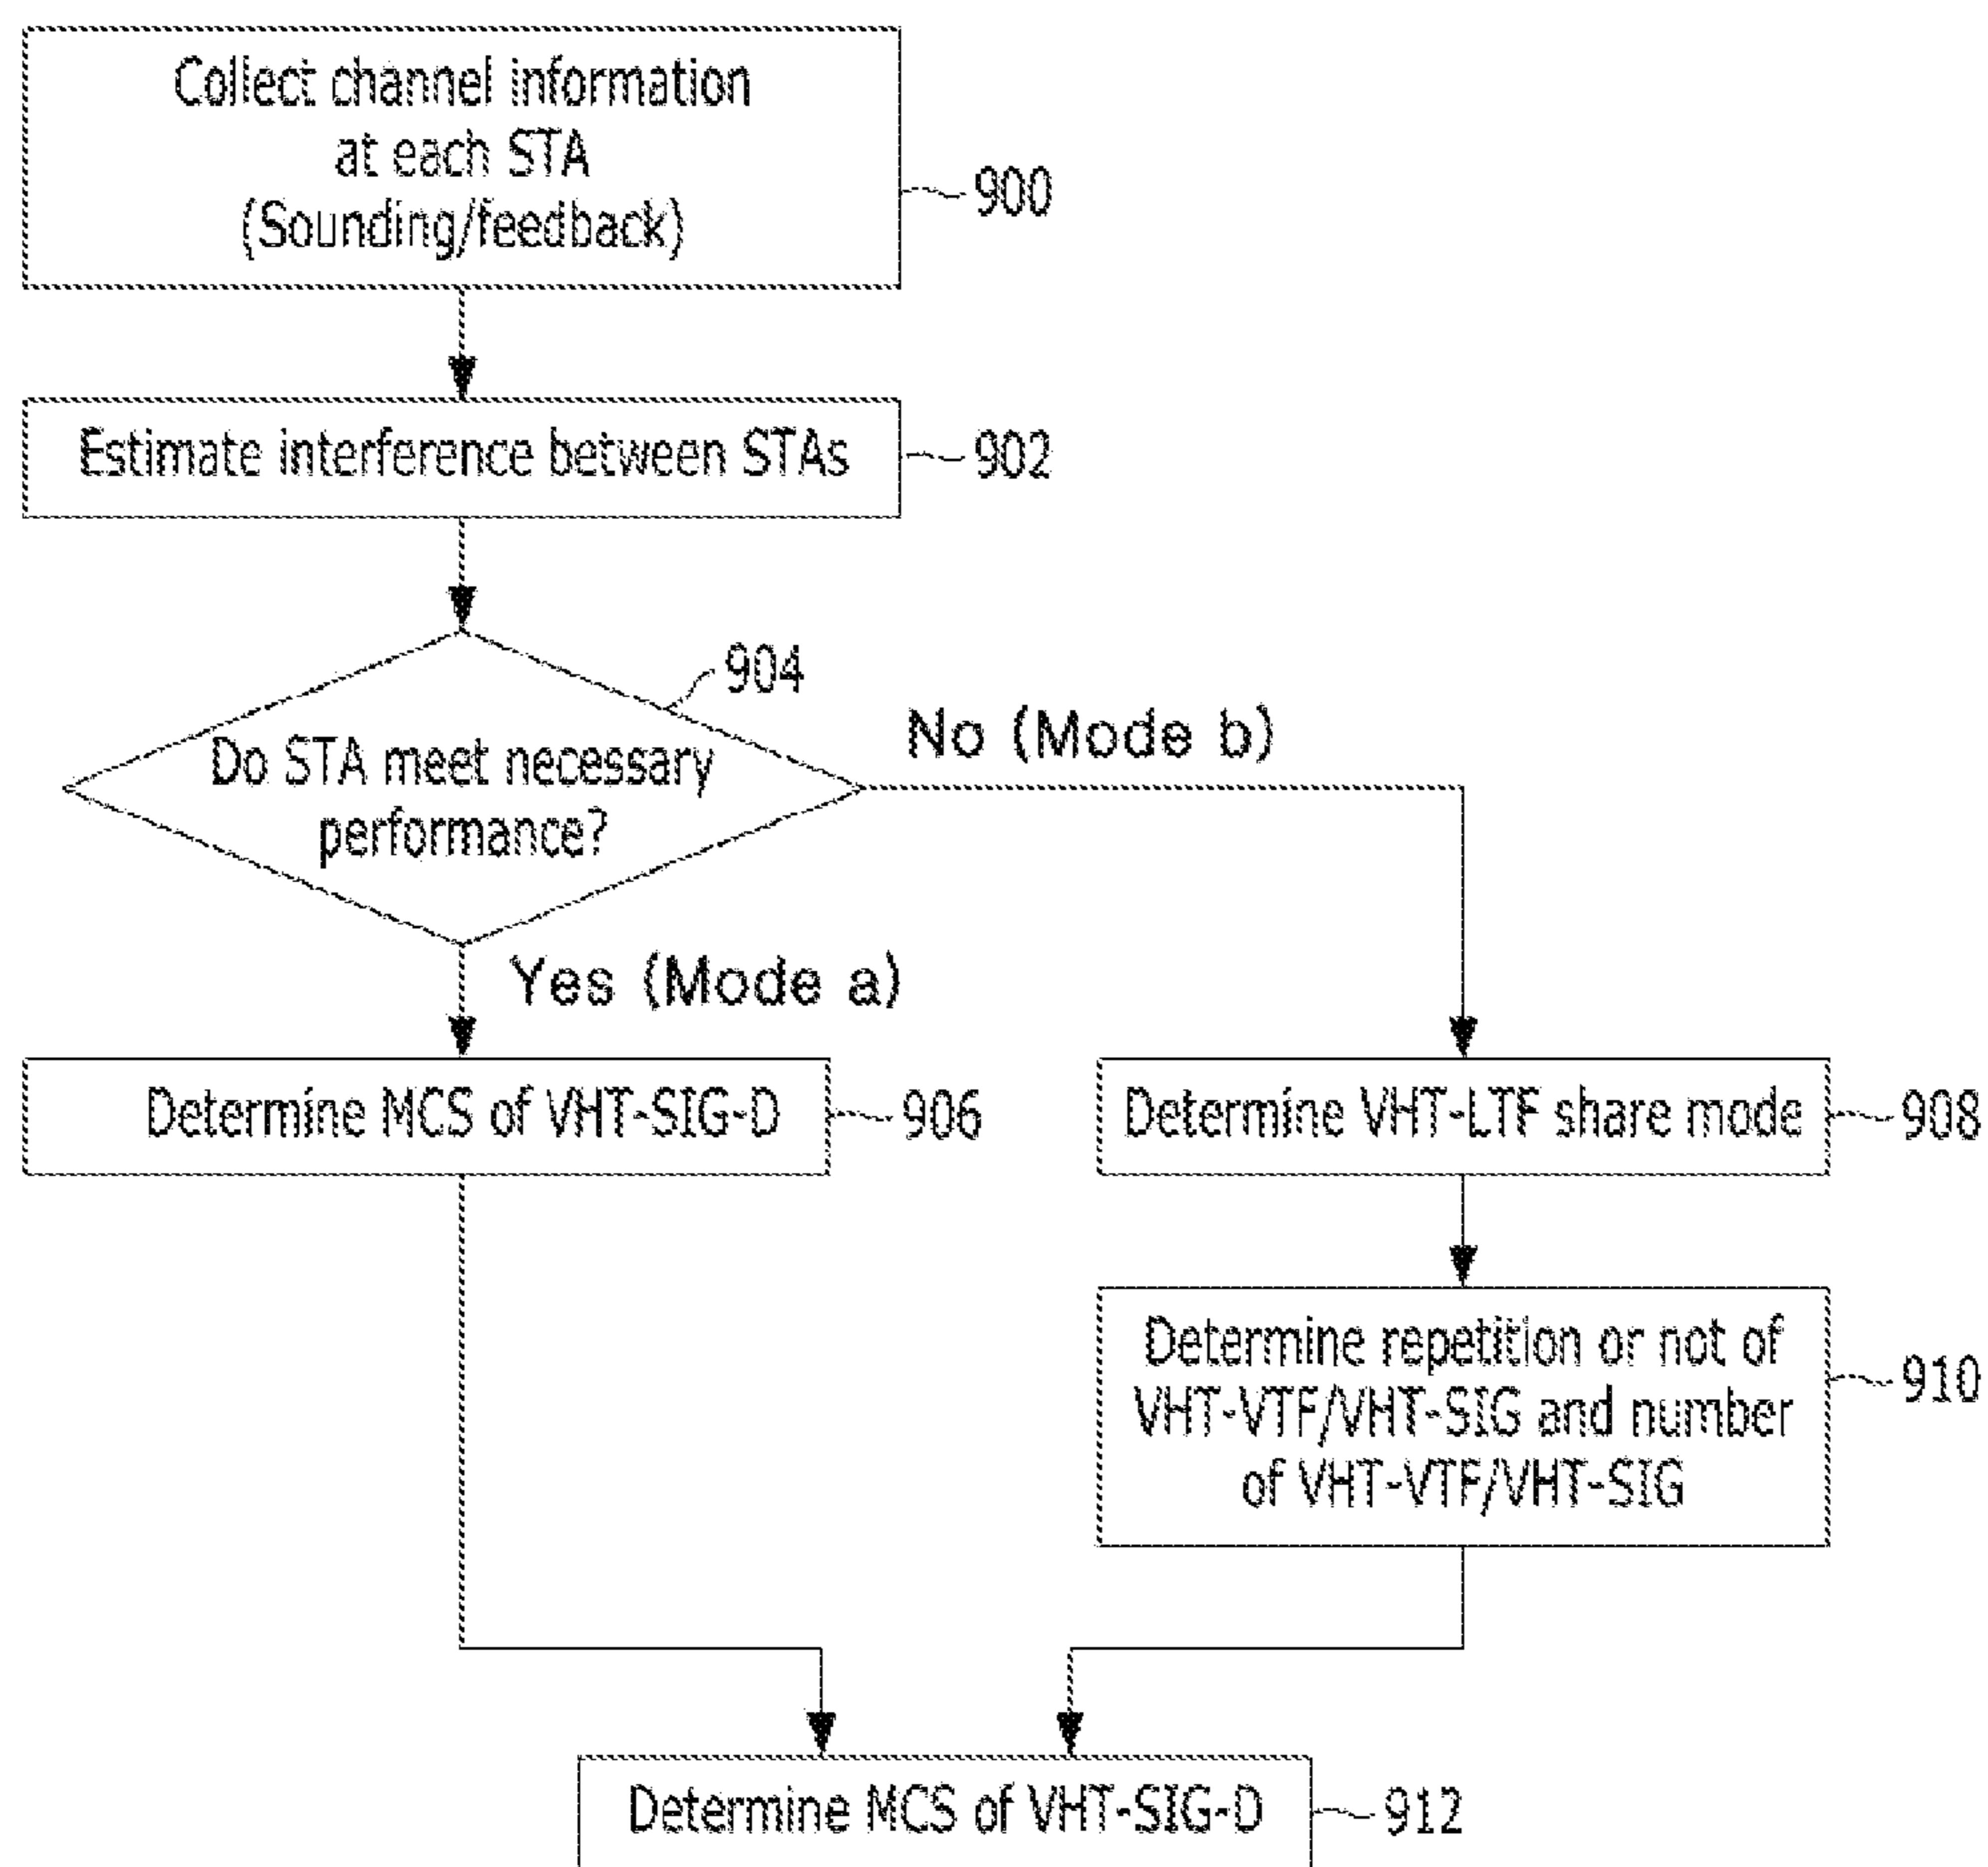 Collect channel information
at each STA
(Sounding/feedback)
900
Estimate interference between STAs
902
904
Do STA meet necessary
performance?
No (Mode b)
Yes (Mode a)
Determine MCS of VHT-SIG-D
906
Determine VHT-LTF share mode
908
Determine repetition or not of
VHT-VTF/VHT-SIG and number
of VHT-VTF/VHT-SIG
910
Determine MCS of VHT-SIG-D
912